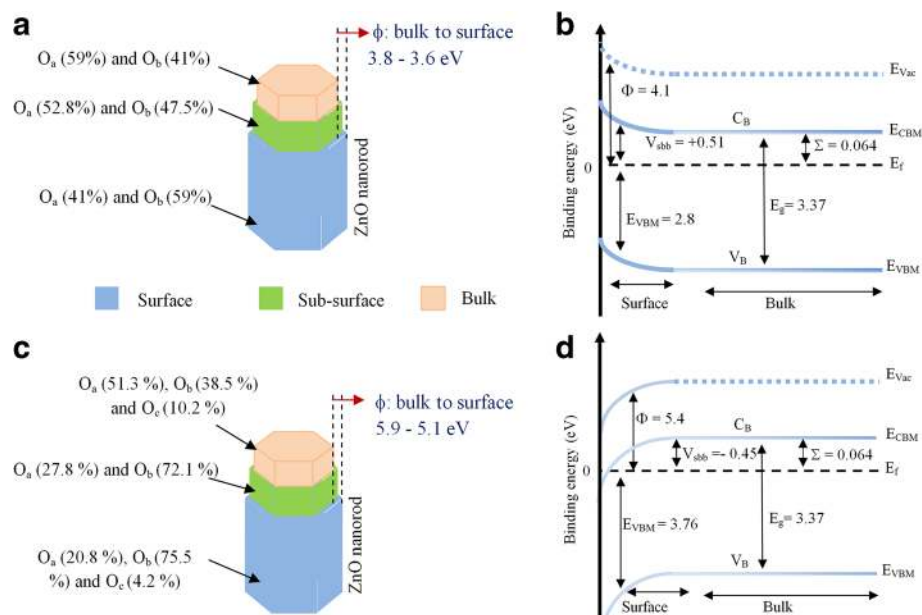 a
ϕ: bulk to surface
3.8 - 3.6 eV
Oa (59%) and Ob (41%)
Oa (52.8%) and Ob (47.5%)
Oa (41%) and Ob (59%)
ZnO nanorod
Surface
Sub-surface
Bulk
b
Binding energy (eV)
0
EVac
Φ = 4.1
CB
ECBM
Vsbb = +0.51
Σ = 0.064
Ef
EVBM = 2.8
Eg= 3.37
VB
EVBM
Surface
Bulk
c
Oa (51.3 %), Ob (38.5 %)
and Oc (10.2 %)
ϕ: bulk to surface
5.9 - 5.1 eV
Oa (27.8 %) and Ob (72.1 %)
Oa (20.8 %), Ob (75.5
%) and Oc (4.2 %)
ZnO nanorod
d
Binding energy (eV)
0
EVac
Φ = 5.4
CB
ECBM
Vsbb =- 0.45
Σ = 0.064
Ef
EVBM = 3.76
Eg= 3.37
VB
EVBM
Surface
Bulk